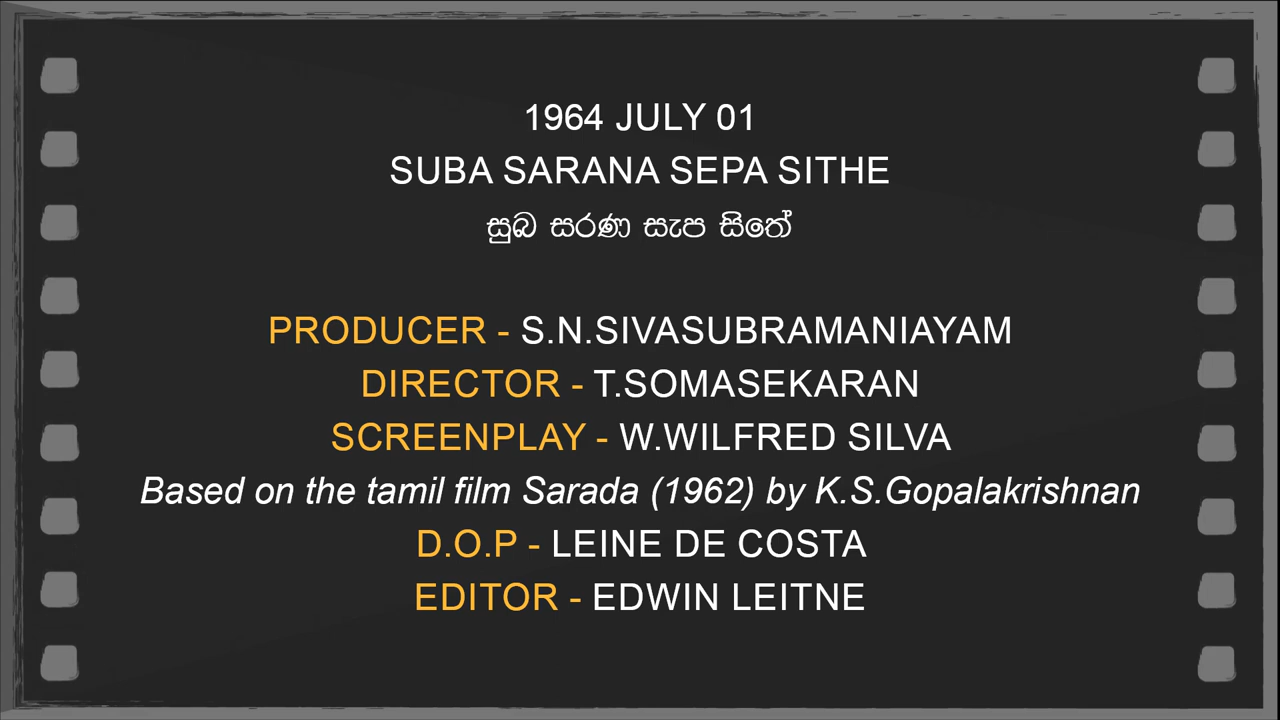 1964 JULY 01
SUBA SARANA SEPA SITHE
සුබ සරණ සැප සිතේ
PRODUCER - S.N.SIVASUBRAMANIAYAM
DIRECTOR - T.SOMASEKARAN
SCREENPLAY - W.WILFRED SILVA
Based on the tamil film Sarada (1962) by K.S.Gopalakrishnan
D.O.P - LEINE DE COSTA
EDITOR - EDWIN LEITNE